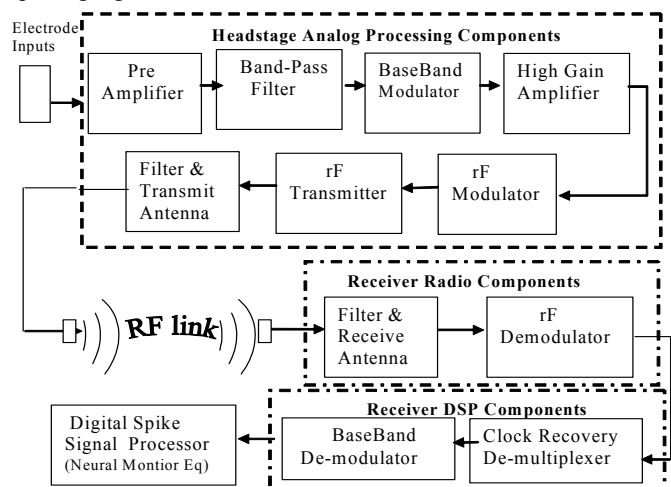 Electrode
Inputs
Headstage Analog Processing Components
Pre
Amplifier
Band-Pass
Filter
BaseBand
Modulator
High Gain
Amplifier
Filter &
Transmit
Antenna
rF
Transmitter
rF
Modulator
RF link
Receiver Radio Components
Filter &
Receive
Antenna
rF
Demodulator
Receiver DSP Components
Digital Spike
Signal Processor
(Neural Montior Eq)
BaseBand
De-modulator
Clock Recovery
De-multiplexer